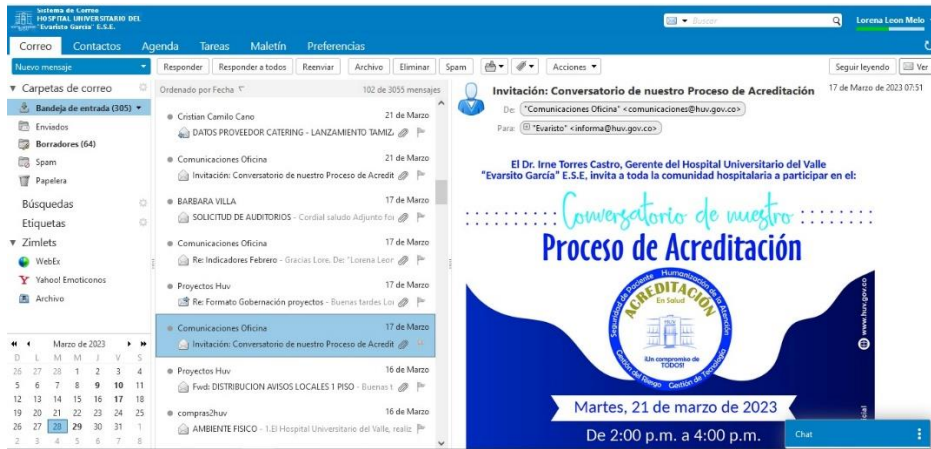 Sistema de Correo
HOSPITAL UNIVERSITARIO DEL
"Evaristo Garcia" E.S.E.
Buscar
Lorena Leon Melo
Correo Contactos Agenda Tareas Maletín Preferencias
Nuevo mensaje
Responder Responder a todos Reenviar Archivo Eliminar Spam Acciones Seguir leyendo Ver
Carpetas de correo
Bandeja de entrada (305)
Enviados
Borradores (64)
Spam
Papelera
Búsquedas
Etiquetas
Zimlets
WebEx
Yahoo! Emoticonos
Archivo
Marzo de 2023
D L M M J V S
26 27 28 1 2 3 4
5 6 7 8 9 10 11
12 13 14 15 16 17 18
19 20 21 22 23 24 25
26 27 28 29 30 31 1
2 3 4 5 6 7 8
Ordenado por Fecha 102 de 3055 mensajes
Cristian Camilo Cano 21 de Marzo
DATOS PROVEEDOR CATERING - LANZAMIENTO TAMIZ
Comunicaciones Oficina 21 de Marzo
Invitación: Conversatorio de nuestro Proceso de Acredit
BARBARA VILLA 17 de Marzo
SOLICITUD DE AUDITORIOS - Cordial saludo Adjunto for
Comunicaciones Oficina 17 de Marzo
Re: Indicadores Febrero - Gracias Lore. De: "Lorena Leor
Proyectos Huv 17 de Marzo
Re: Formato Gobernación proyectos - Buenas tardes Lo
Comunicaciones Oficina 17 de Marzo
Invitación: Conversatorio de nuestro Proceso de Acredit
Proyectos Huv 16 de Marzo
Fwd: DISTRIBUCION AVISOS LOCALES 1 PISO - Buenas t
compras2huv 16 de Marzo
AMBIENTE FISICO - 1.El Hospital Universitario del Valle, realiz
Invitación: Conversatorio de nuestro Proceso de Acreditación 17 de Marzo de 2023 07:51
De: "Comunicaciones Oficina" <comunicaciones@huv.gov.co>
Para: "Evaristo" <informa@huv.gov.co>
El Dr. Irne Torres Castro, Gerente del Hospital Universitario del Valle
"Evarsito García" E.S.E, invita a toda la comunidad hospitalaria a participar en el:
Conversatorio de nuestro
Proceso de Acreditación
Seguridad de Paciente Humanización de la Atención
ACREDITACIÓN
En Salud
¡Un compromiso de
TODOS!
Gestión del Riesgo Gestión de Tecnología
www.huv.gov.co
Martes, 21 de marzo de 2023
De 2:00 p.m. a 4:00 p.m.
Chat